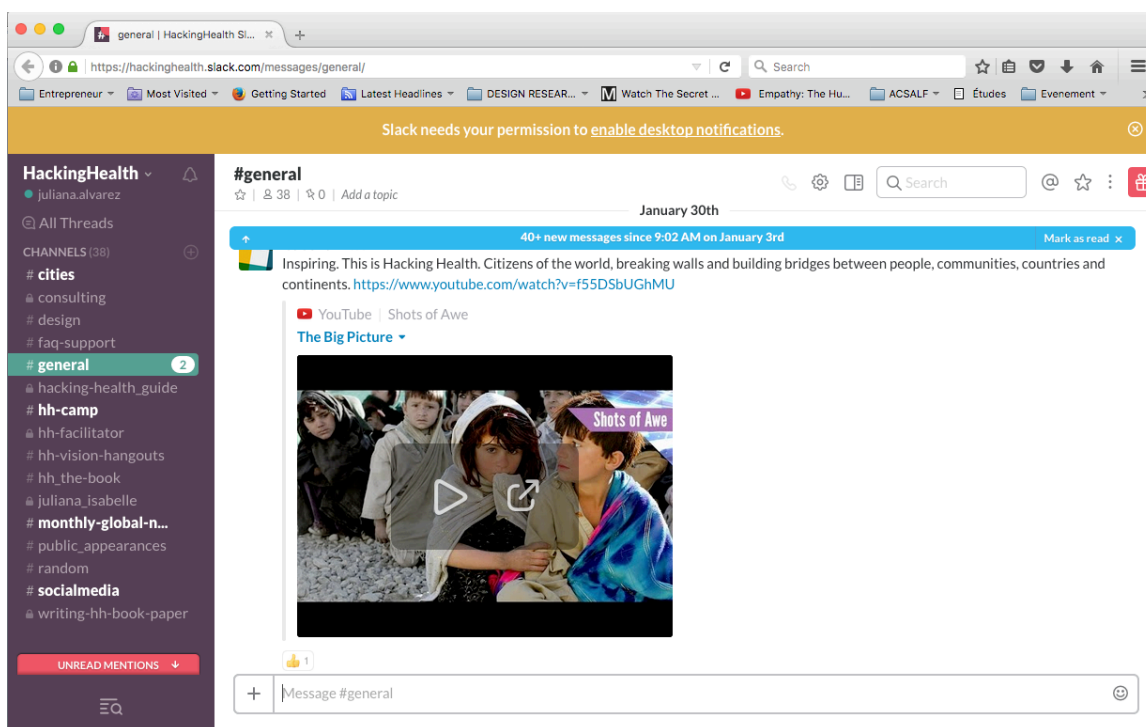 general | HackingHealth Sl...
https://hackinghealth.slack.com/messages/general/
Search
Entrepreneur
Most Visited
Getting Started
Latest Headlines
DESIGN RESEAR...
Watch The Secret ...
Empathy: The Hu...
ACSALF
Études
Evenement
Slack needs your permission to enable desktop notifications.
HackingHealth
juliana.alvarez
All Threads
CHANNELS (38)
# cities
consulting
# design
# faq-support
# general 2
hacking-health_guide
# hh-camp
hh-facilitator
# hh-vision-hangouts
# hh_the-book
juliana_isabelle
# monthly-global-n...
# public_appearances
# random
# socialmedia
writing-hh-book-paper
UNREAD MENTIONS
#general
38 | 0 | Add a topic
Search
January 30th
40+ new messages since 9:02 AM on January 3rd
Mark as read x
Inspiring. This is Hacking Health. Citizens of the world, breaking walls and building bridges between people, communities, countries and
continents. https://www.youtube.com/watch?v=f55DSbUGhMU
YouTube | Shots of Awe
The Big Picture
Shots of Awe
1
+ Message #general